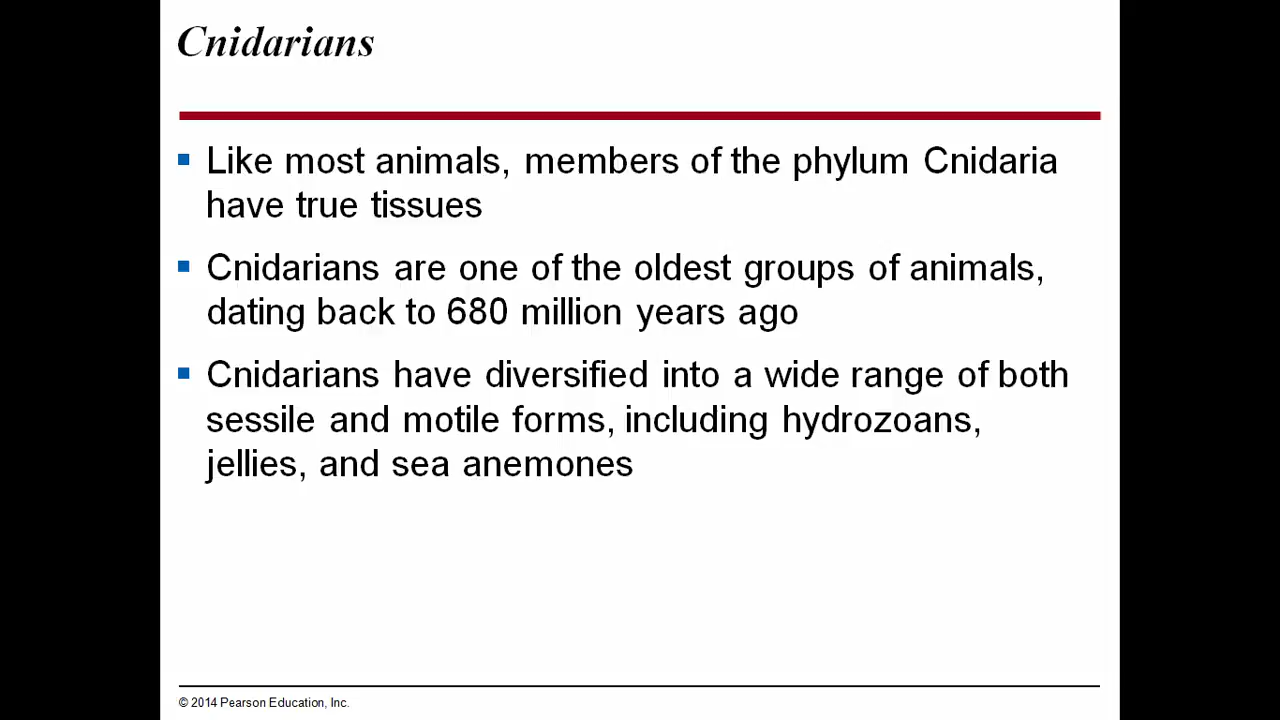 Cnidarians
Like most animals, members of the phylum Cnidaria
have true tissues
Cnidarians are one of the oldest groups of animals,
dating back to 680 million years ago
Cnidarians have diversified into a wide range of both
sessile and motile forms, including hydrozoans,
jellies, and sea anemones
© 2014 Pearson Education, Inc.